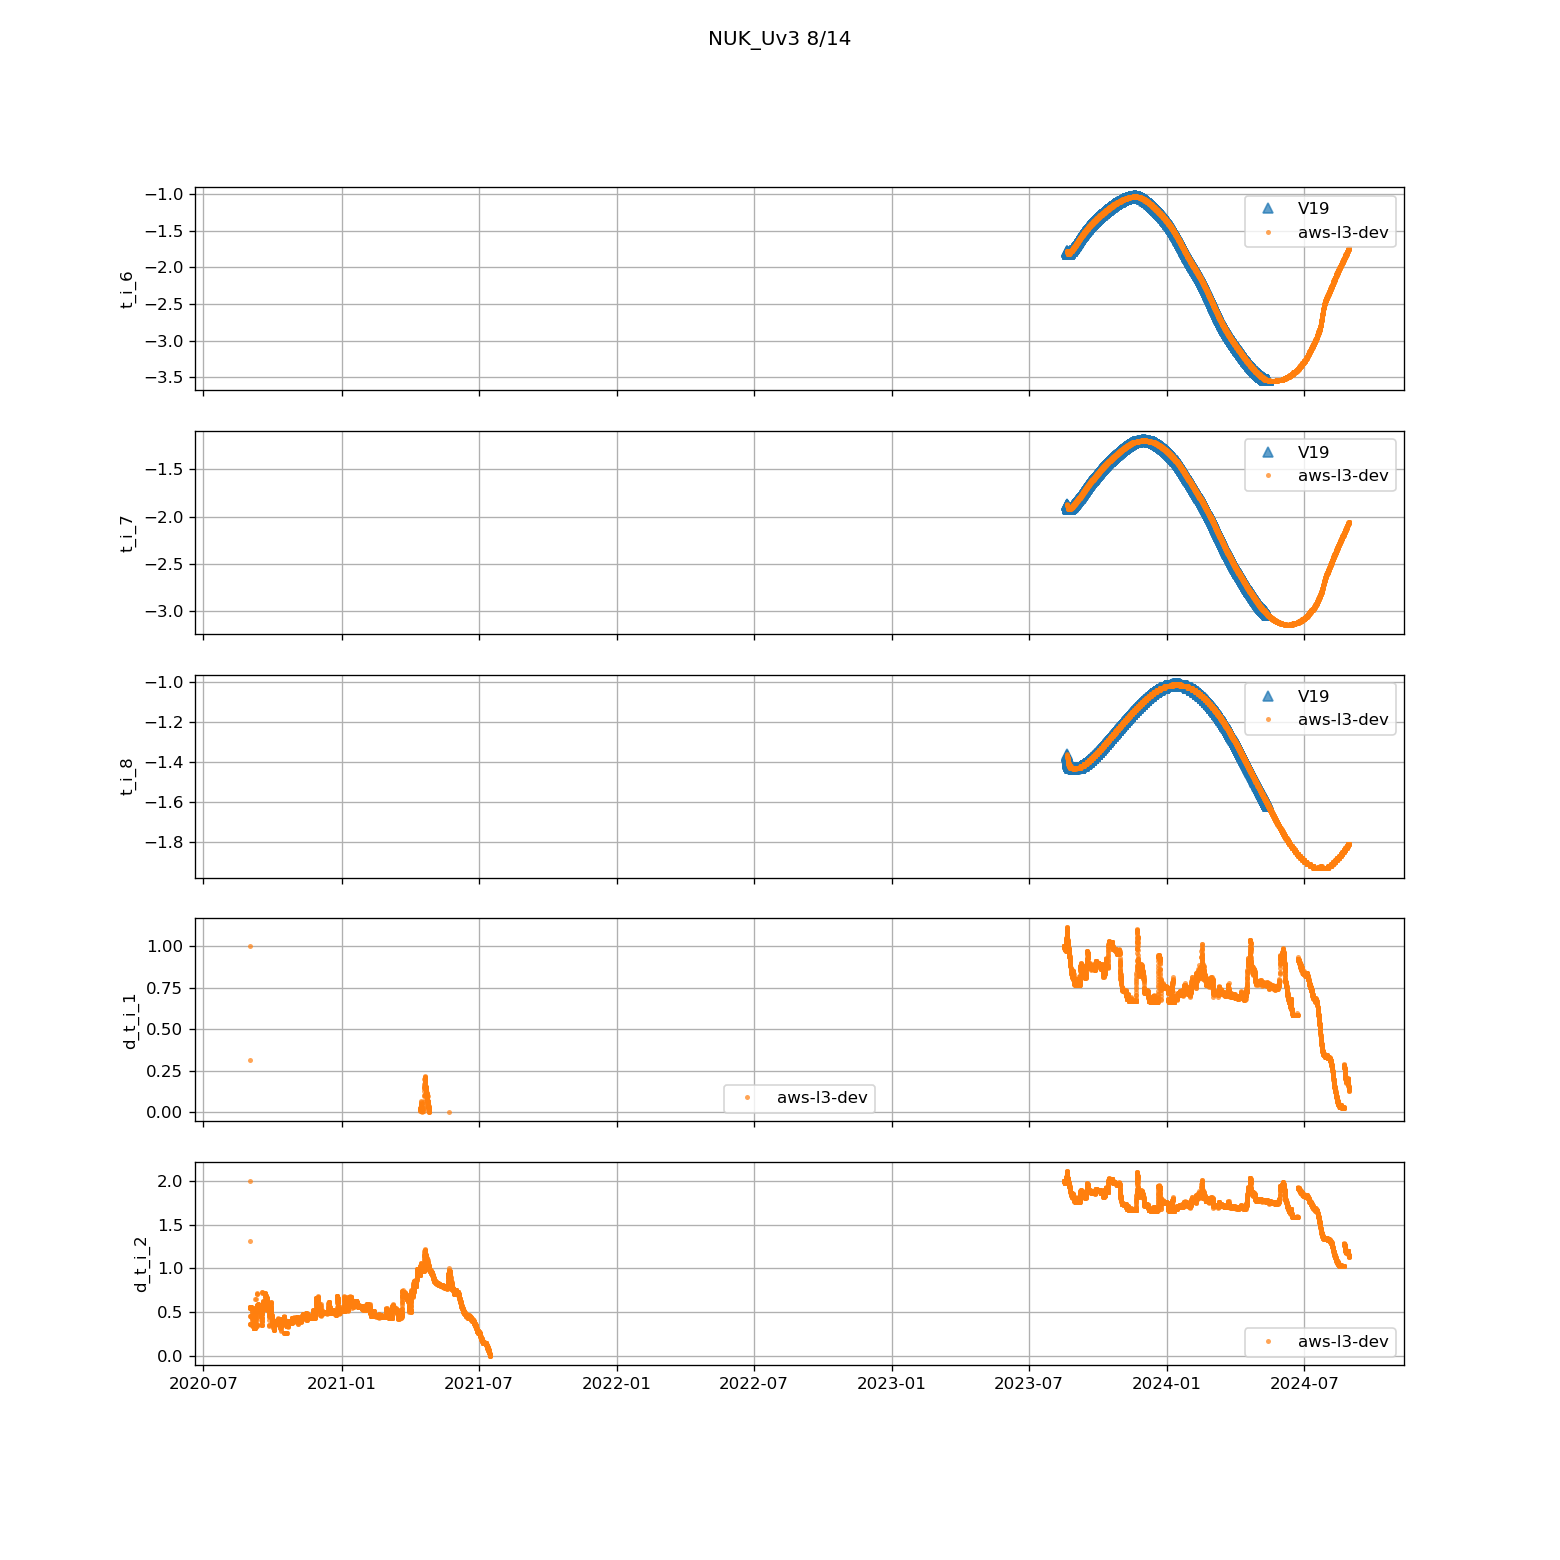 NUK_Uv3 8/14
−1.0
−1.5
−2.0
−2.5
−3.0
−3.5
t_i_6
V19
aws-l3-dev
−1.5
−2.0
−2.5
−3.0
t_i_7
V19
aws-l3-dev
−1.0
−1.2
−1.4
−1.6
−1.8
t_i_8
V19
aws-l3-dev
1.00
0.75
0.50
0.25
0.00
d_t_i_1
aws-l3-dev
2.0
1.5
1.0
0.5
0.0
d_t_i_2
aws-l3-dev
2020-07 2021-01 2021-07 2022-01 2022-07 2023-01 2023-07 2024-01 2024-07